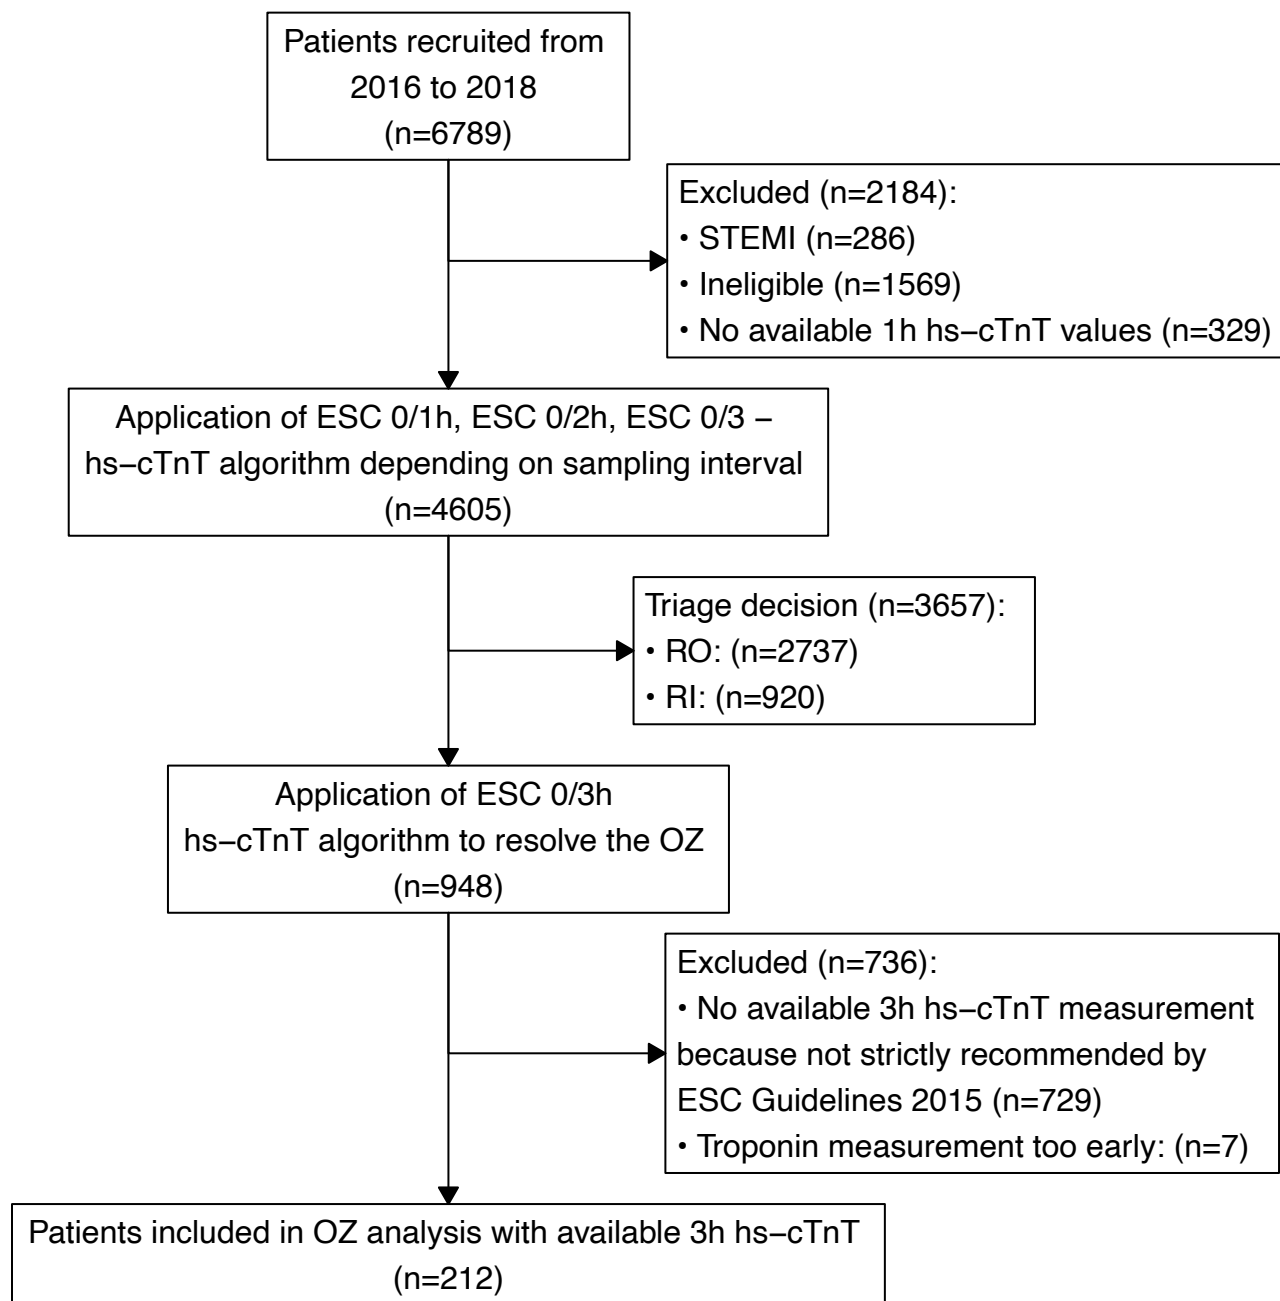 Patients recruited from
2016 to 2018
(n=6789)
Excluded (n=2184):
• STEMI (n=286)
• Ineligible (n=1569)
• No available 1h hs−cTnT values (n=329)
Application of ESC 0/1h, ESC 0/2h, ESC 0/3 −
hs−cTnT algorithm depending on sampling interval
(n=4605)
Triage decision (n=3657):
• RO: (n=2737)
• RI: (n=920)
Application of ESC 0/3h
hs−cTnT algorithm to resolve the OZ
(n=948)
Excluded (n=736):
• No available 3h hs−cTnT measurement
because not strictly recommended by
ESC Guidelines 2015 (n=729)
• Troponin measurement too early: (n=7)
Patients included in OZ analysis with available 3h hs−cTnT
(n=212)